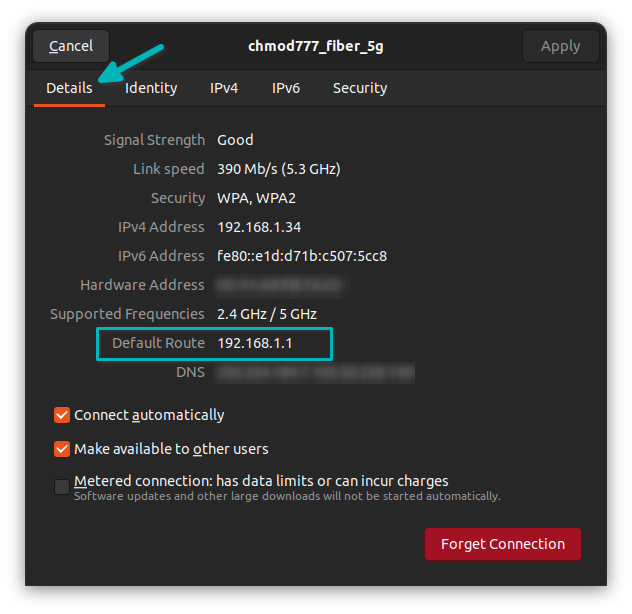 Cancel
chmod777_fiber_5g
Apply
Details
Identity
IPv4
IPv6
Security
Signal Strength Good
Link speed 390 Mb/s (5.3 GHz)
Security WPA, WPA2
IPv4 Address 192.168.1.34
IPv6 Address fe80::e1d:d71b:c507:5cc8
Hardware Address
Supported Frequencies 2.4 GHz / 5 GHz
Default Route 192.168.1.1
DNS
Connect automatically
Make available to other users
Metered connection: has data limits or can incur charges
Software updates and other large downloads will not be started automatically.
Forget Connection